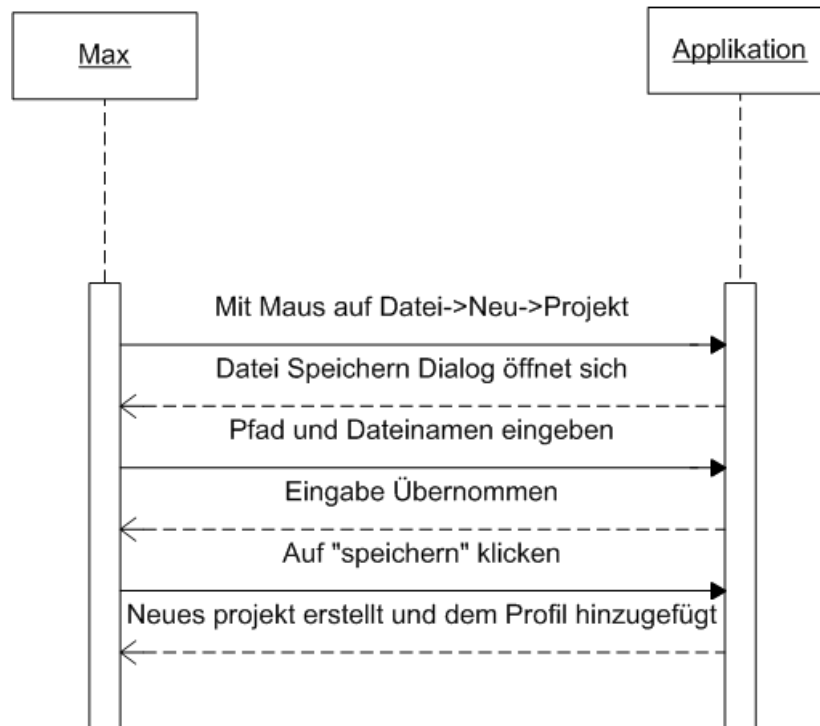 Max
Applikation
Mit Maus auf Datei->Neu->Projekt
Datei Speichern Dialog öffnet sich
Pfad und Dateinamen eingeben
Eingabe Übernommen
Auf "speichern" klicken
Neues projekt erstellt und dem Profil hinzugefügt